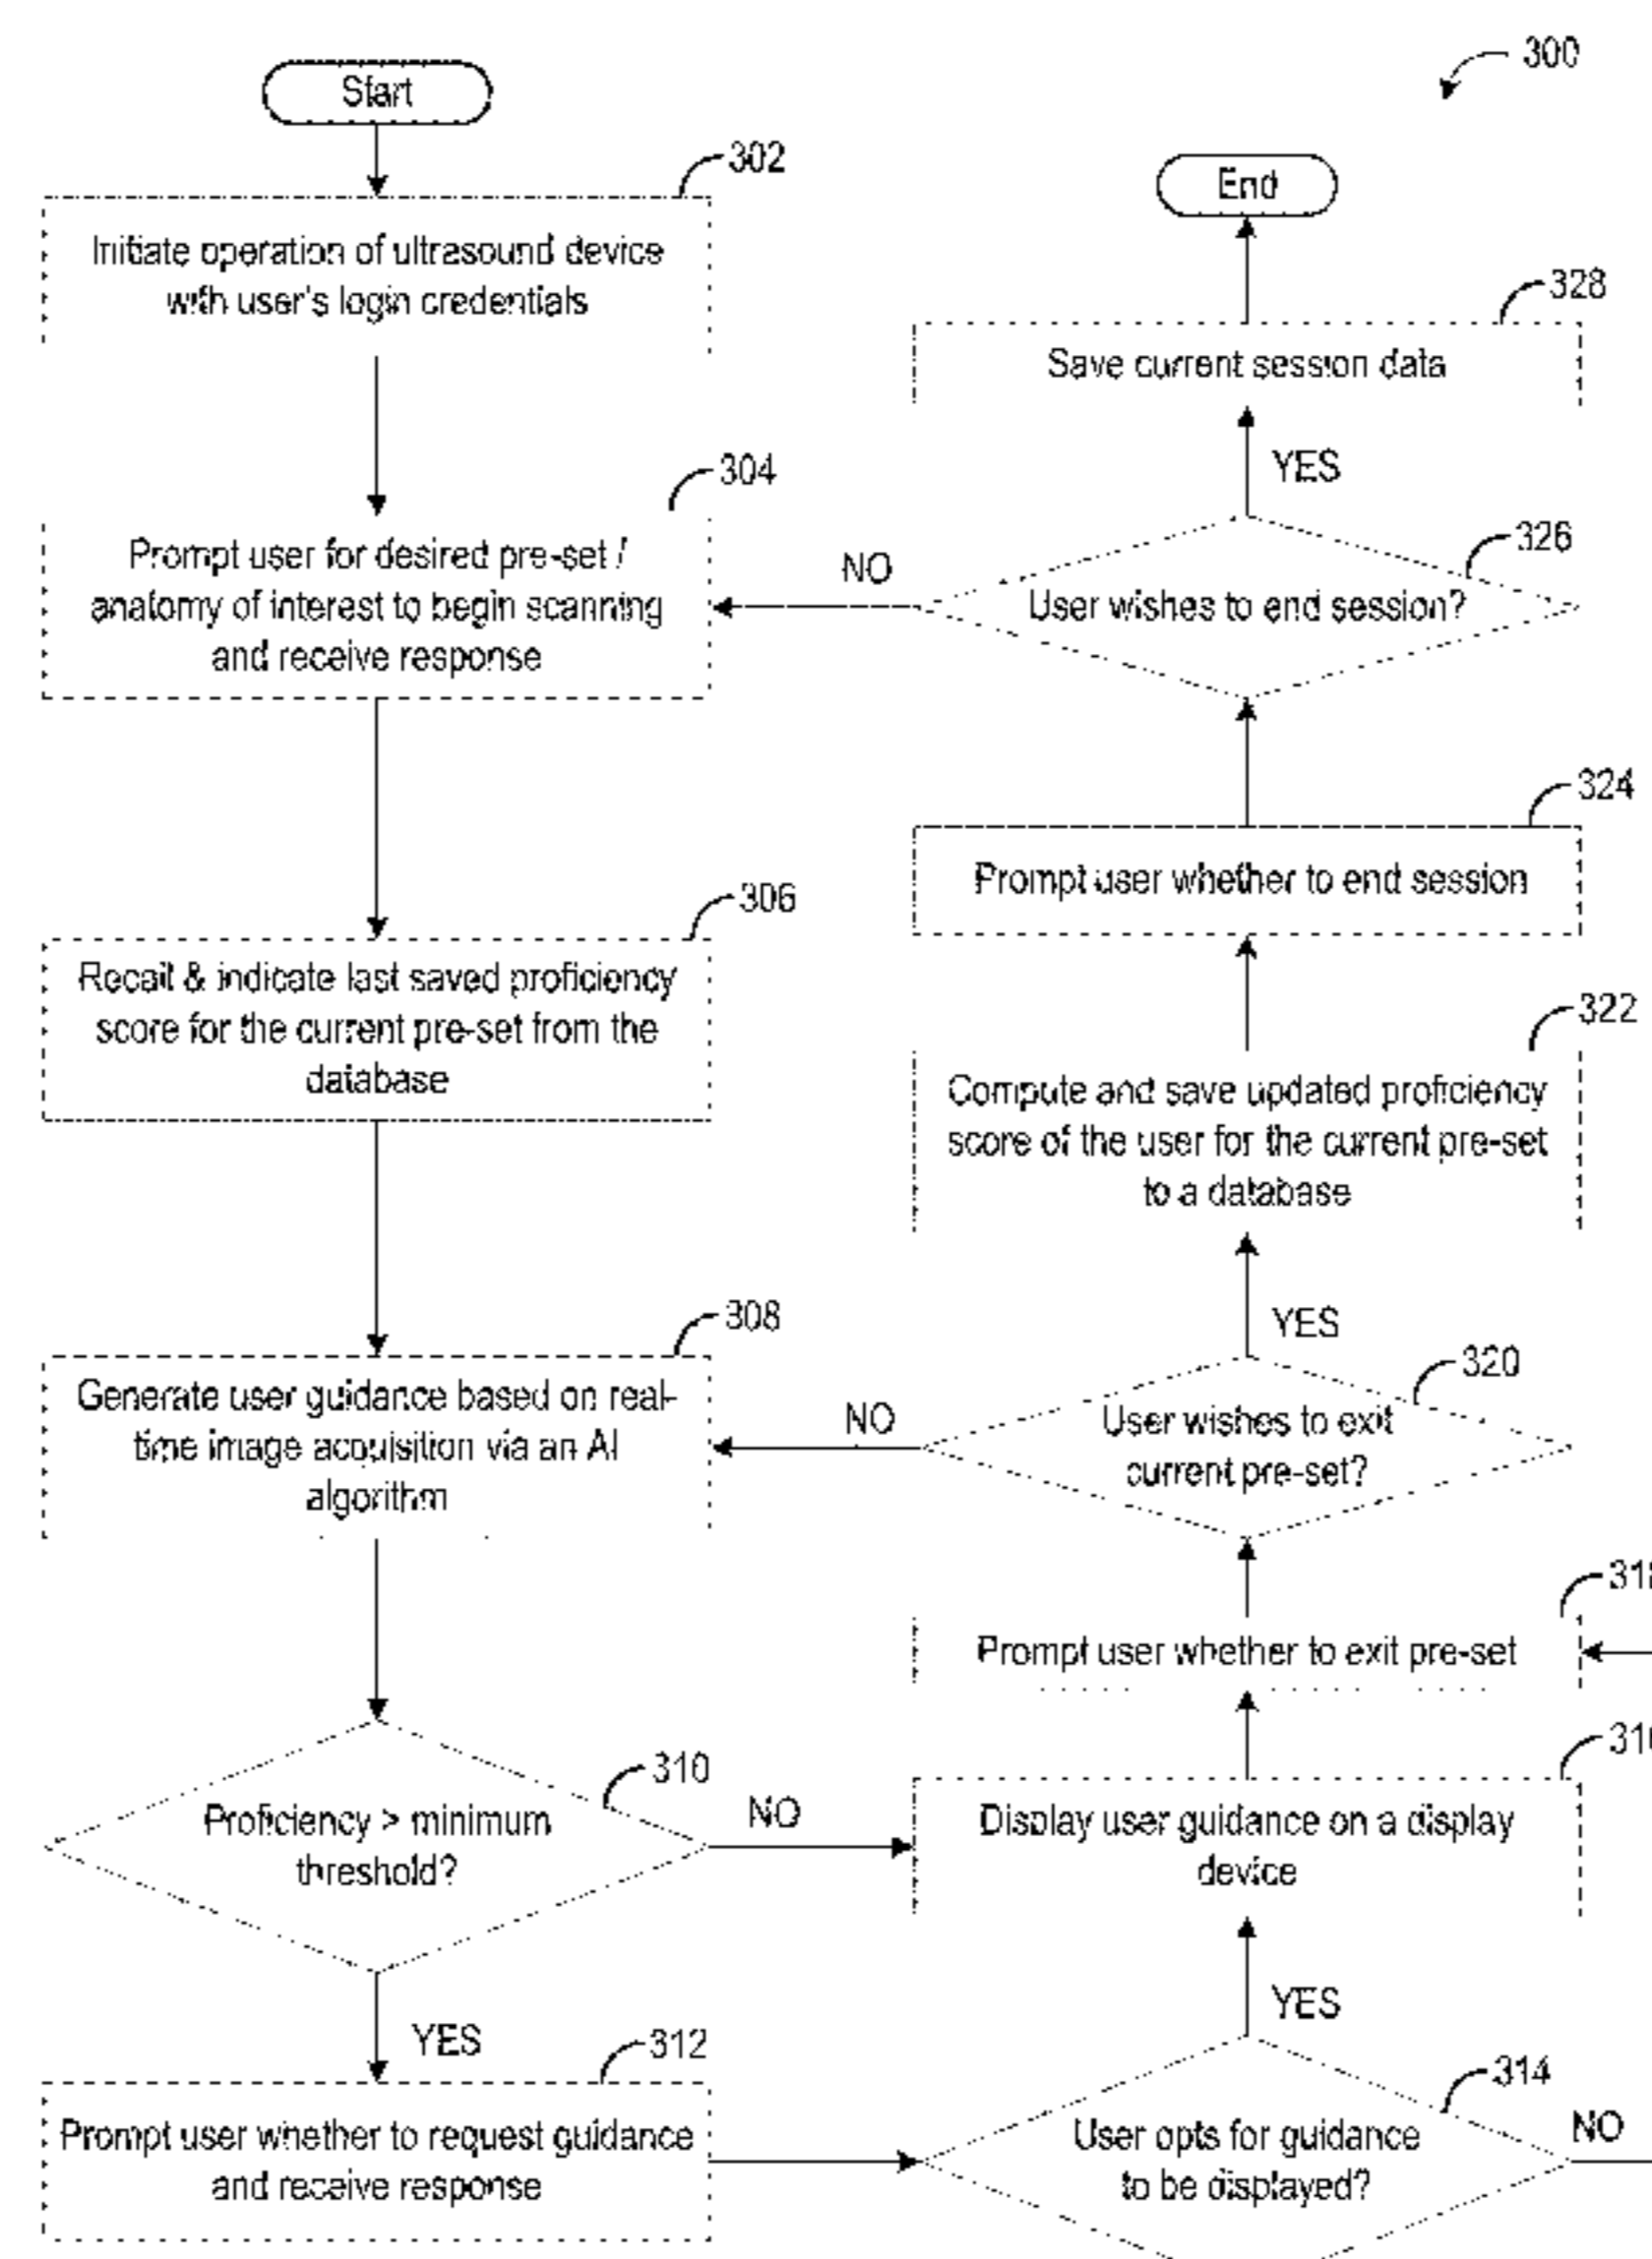 300
Start
302
Initiate operation of ultrasound device
with user's login credentials
304
Prompt user for desired pre-set /
anatomy of interest to begin scanning
and receive response
306
Recall & indicate last saved proficiency
score for the current pre-set from the
database
308
Generate user guidance based on real-
time image acquisition via an AI
algorithm
310
Proficiency > minimum
threshold?
NO
YES
312
Prompt user whether to request guidance
and receive response
314
User opts for guidance
to be displayed?
NO
YES
316
Display user guidance on a display
device
318
Prompt user whether to exit pre-set
320
User wishes to exit
current pre-set?
NO
YES
322
Compute and save updated proficiency
score of the user for the current pre-set
to a database
324
Prompt user whether to end session
326
User wishes to end session?
NO
YES
328
Save current session data
End